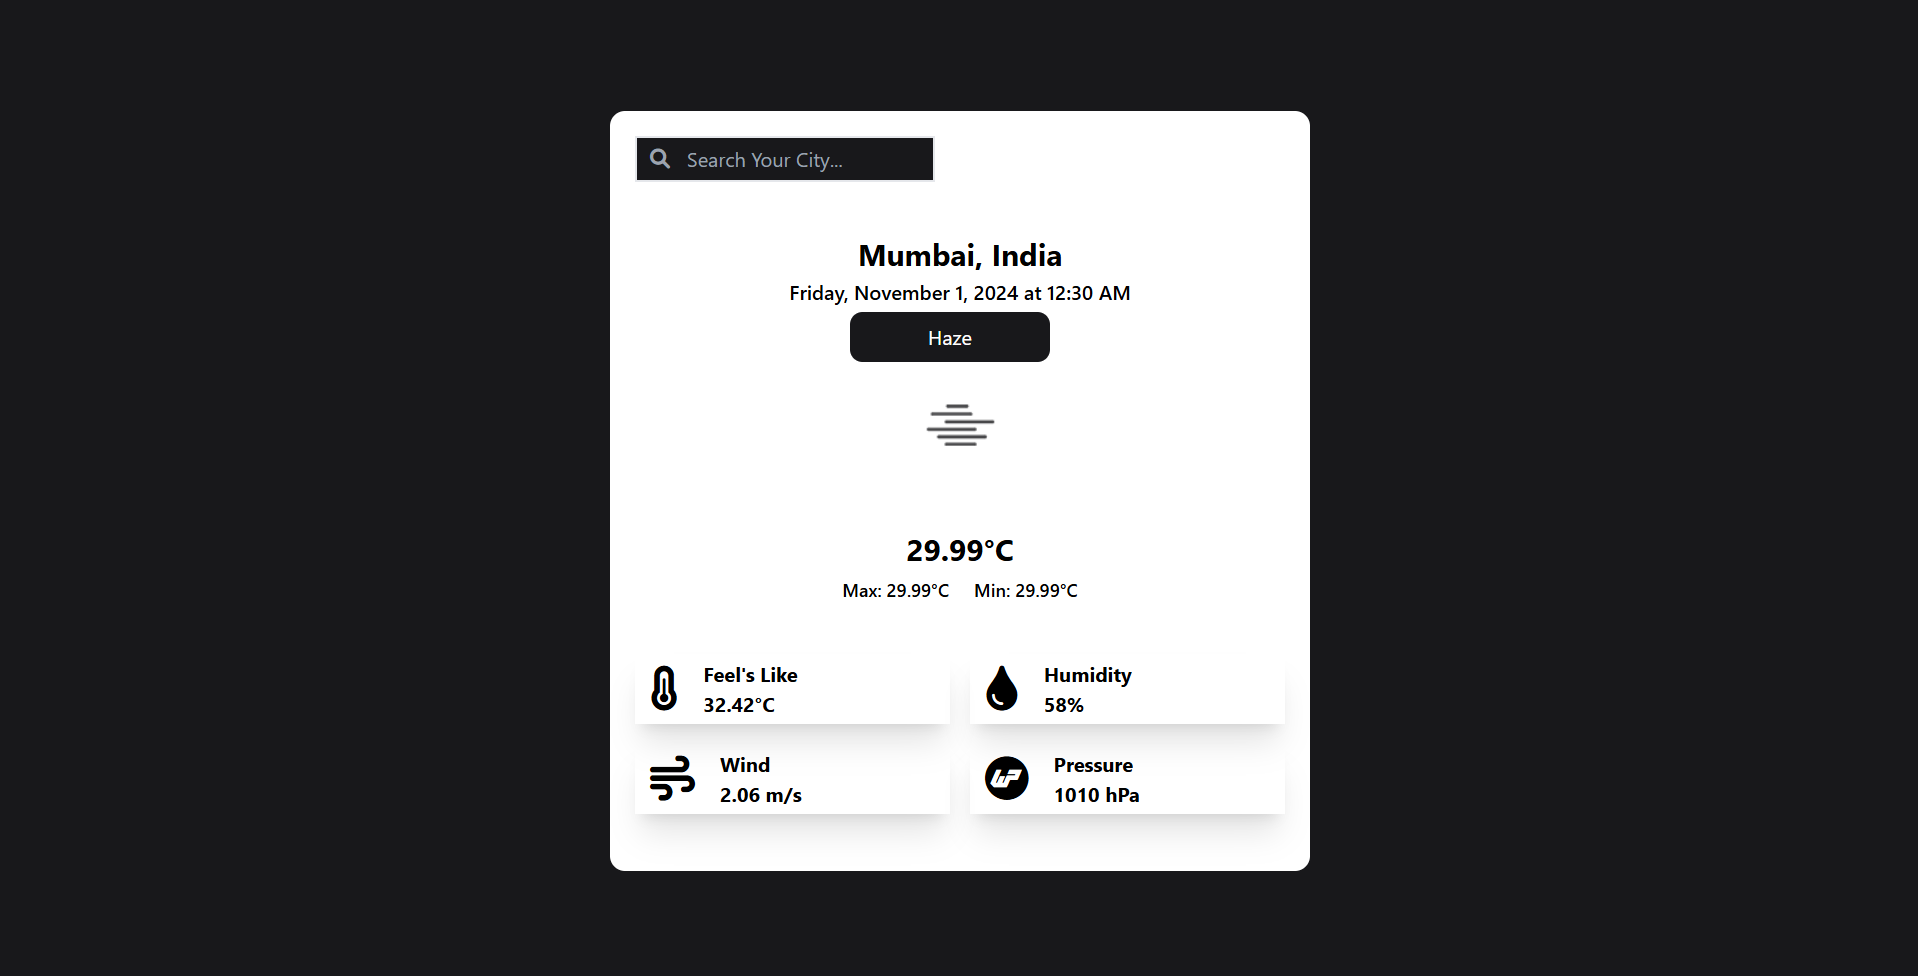 Search Your City...
Mumbai, India
Friday, November 1, 2024 at 12:30 AM
Haze
29.99°C
Max: 29.99°C Min: 29.99°C
Feel's Like
32.42°C
Humidity
58%
Wind
2.06 m/s
Pressure
1010 hPa